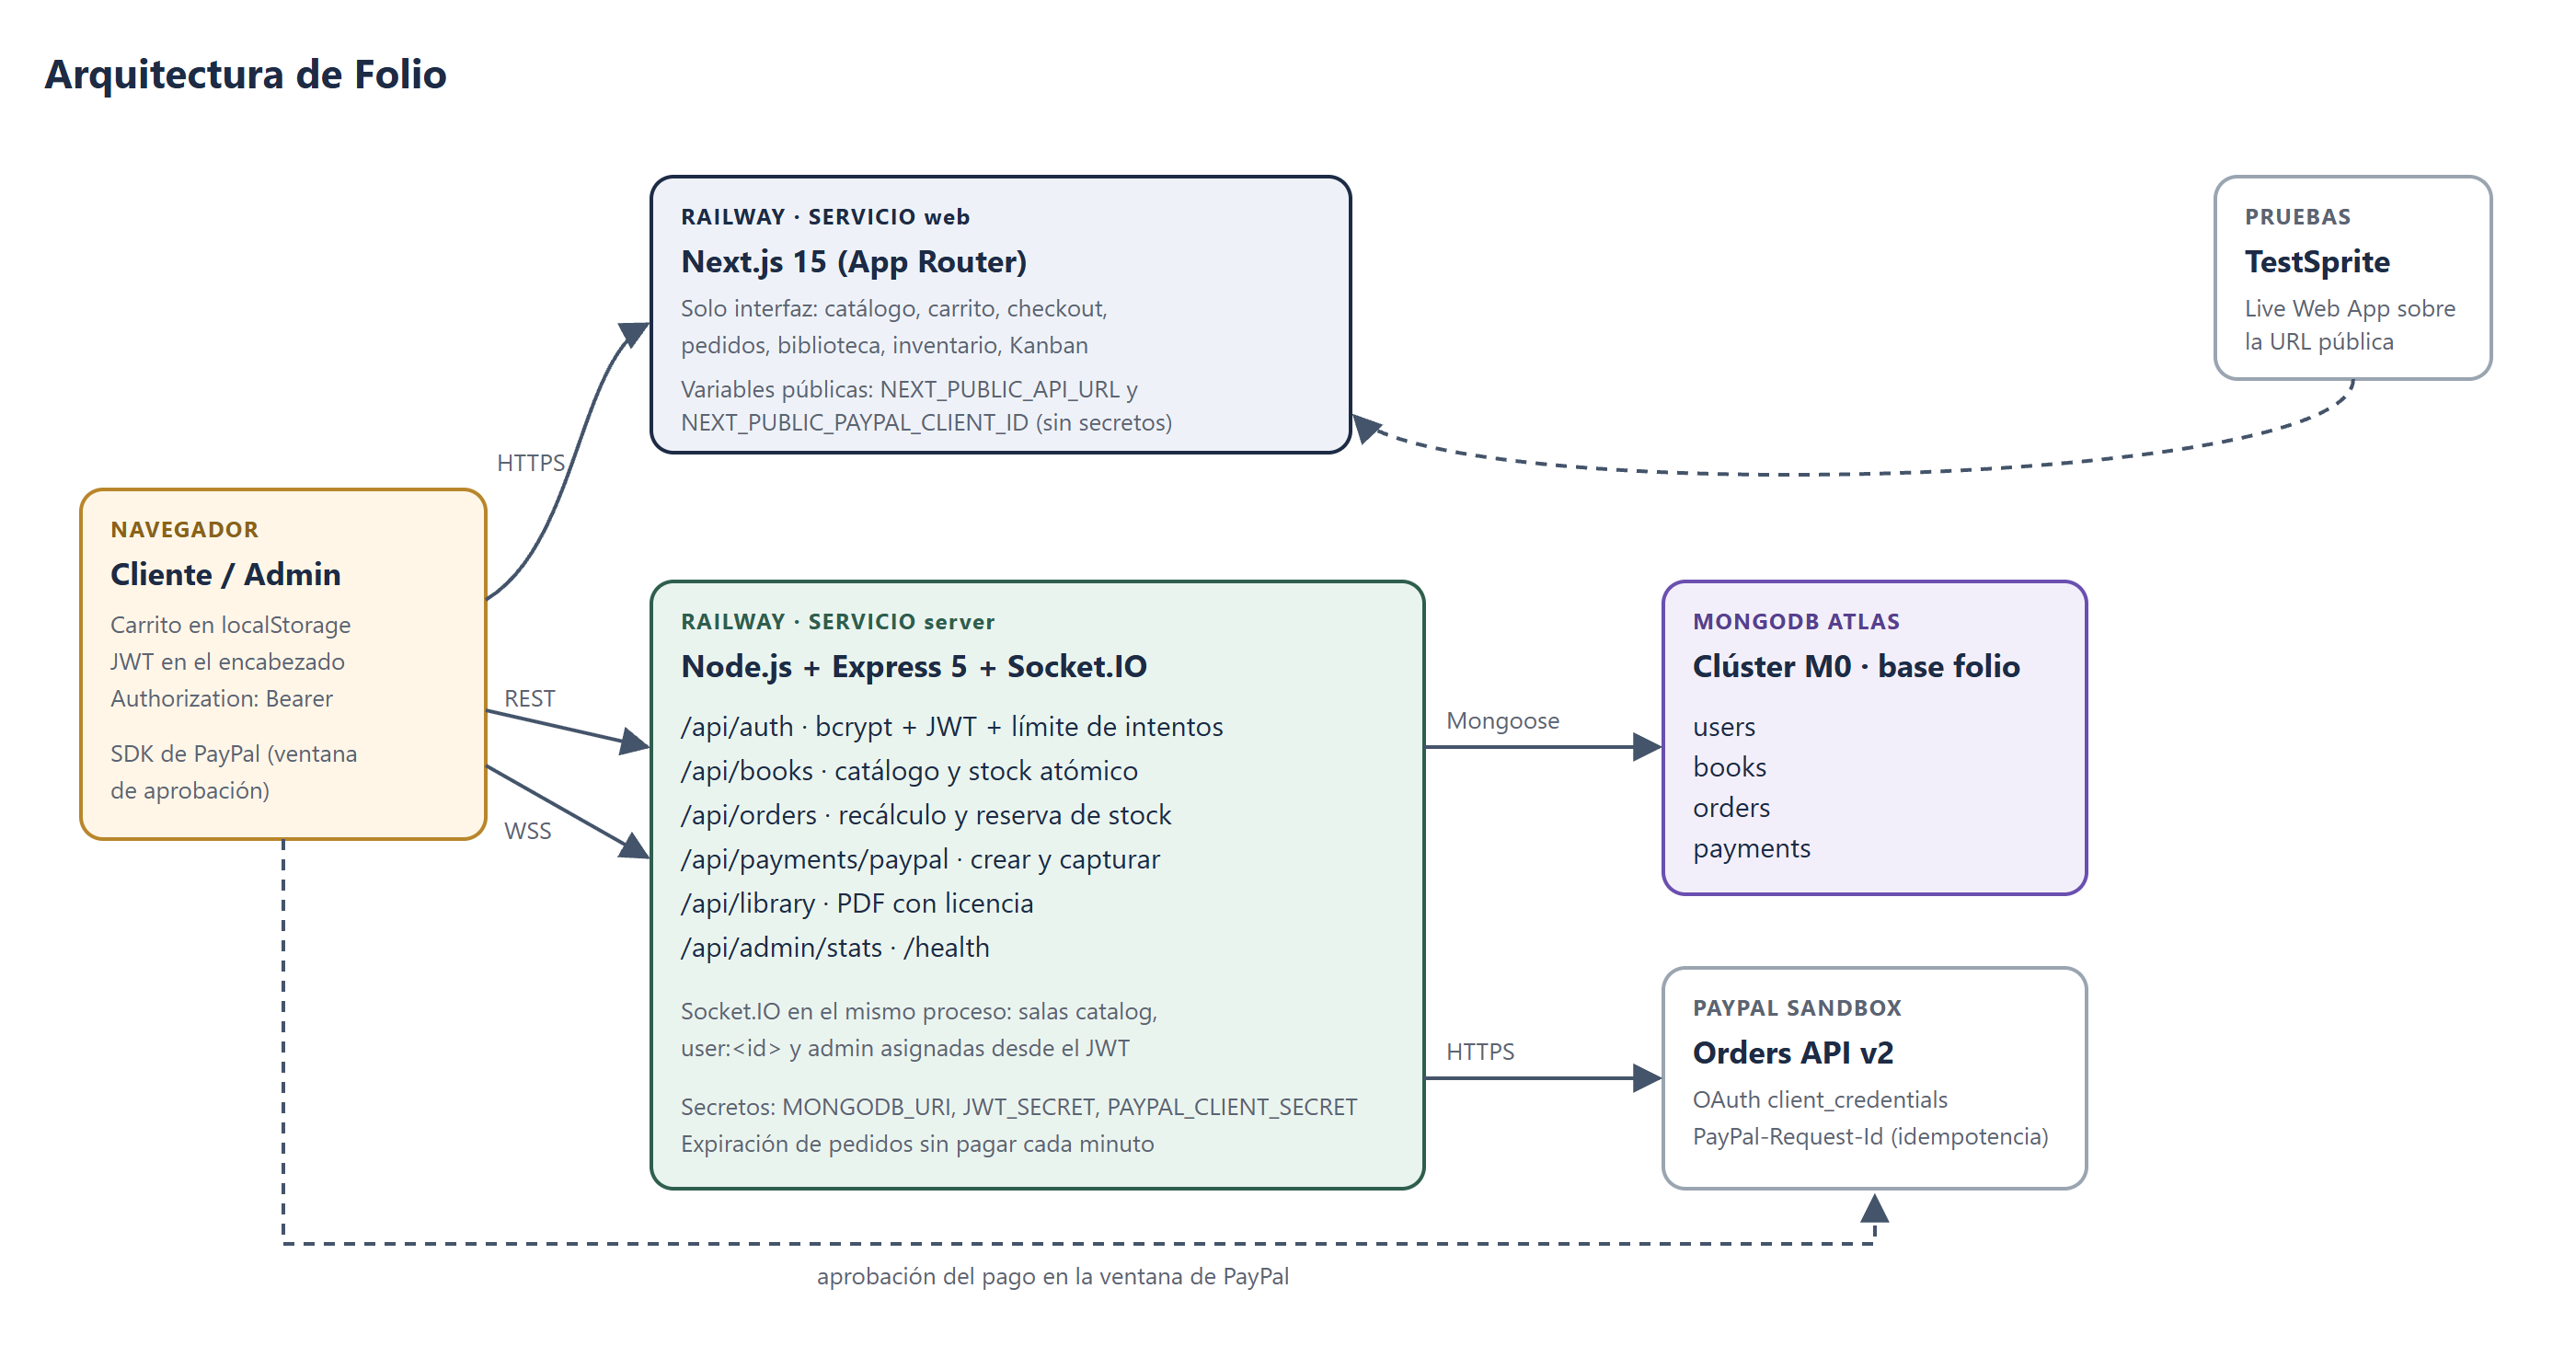 Arquitectura de Folio
RAILWAY · SERVICIO web
Next.js 15 (App Router)
Solo interfaz: catálogo, carrito, checkout,
pedidos, biblioteca, inventario, Kanban
Variables públicas: NEXT_PUBLIC_API_URL y
NEXT_PUBLIC_PAYPAL_CLIENT_ID (sin secretos)
PRUEBAS
TestSprite
Live Web App sobre
la URL pública
HTTPS
NAVEGADOR
Cliente / Admin
Carrito en localStorage
JWT en el encabezado
Authorization: Bearer
SDK de PayPal (ventana
de aprobación)
REST
WSS
RAILWAY · SERVICIO server
Node.js + Express 5 + Socket.IO
/api/auth · bcrypt + JWT + límite de intentos
/api/books · catálogo y stock atómico
/api/orders · recálculo y reserva de stock
/api/payments/paypal · crear y capturar
/api/library · PDF con licencia
/api/admin/stats · /health
Socket.IO en el mismo proceso: salas catalog,
user:<id> y admin asignadas desde el JWT
Secretos: MONGODB_URI, JWT_SECRET, PAYPAL_CLIENT_SECRET
Expiración de pedidos sin pagar cada minuto
Mongoose
MONGODB ATLAS
Clúster M0 · base folio
users
books
orders
payments
HTTPS
PAYPAL SANDBOX
Orders API v2
OAuth client_credentials
PayPal-Request-Id (idempotencia)
aprobación del pago en la ventana de PayPal